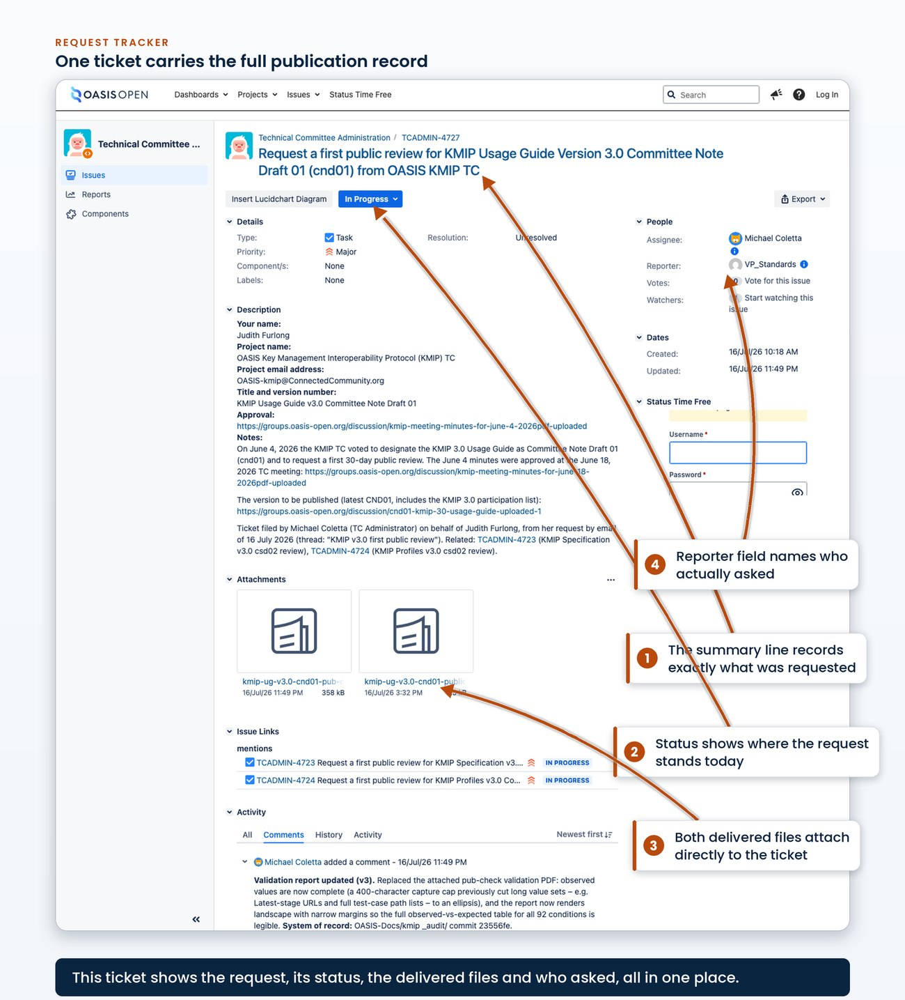 REQUEST TRACKER
One ticket carries the full publication record
OASIS OPEN
Dashboards
Projects
Issues
Status Time Free
Search
Log In
Technical Committee ...
Issues
Reports
Components
Technical Committee Administration / TCADMIN-4727
Request a first public review for KMIP Usage Guide Version 3.0 Committee Note
Draft 01 (cnd01) from OASIS KMIP TC
Insert Lucidchart Diagram
In Progress
Export
Details
Type: Task
Resolution: Unresolved
Priority: Major
Component/s: None
Labels: None
People
Assignee: Michael Coletta
Reporter: VP_Standards
Votes: 0 Vote for this issue
Watchers: Start watching this
issue
Dates
Created: 16/Jul/26 10:18 AM
Updated: 16/Jul/26 11:49 PM
Status Time Free
Username *
Password *
Description
Your name:
Judith Furlong
Project name:
OASIS Key Management Interoperability Protocol (KMIP) TC
Project email address:
OASIS-kmip@ConnectedCommunity.org
Title and version number:
KMIP Usage Guide v3.0 Committee Note Draft 01
Approval:
https://groups.oasis-open.org/discussion/kmip-meeting-minutes-for-june-4-2026pdf-uploaded
Notes:
On June 4, 2026 the KMIP TC voted to designate the KMIP 3.0 Usage Guide as Committee Note Draft 01
(cnd01) and to request a first 30-day public review. The June 4 minutes were approved at the June 18,
2026 TC meeting: https://groups.oasis-open.org/discussion/kmip-meeting-minutes-for-june-18-
2026pdf-uploaded
The version to be published (latest CND01, includes the KMIP 3.0 participation list):
https://groups.oasis-open.org/discussion/cnd01-kmip-30-usage-guide-uploaded-1
Ticket filed by Michael Coletta (TC Administrator) on behalf of Judith Furlong, from her request by email
of 16 July 2026 (thread: "KMIP v3.0 first public review"). Related: TCADMIN-4723 (KMIP Specification
v3.0 csd02 review), TCADMIN-4724 (KMIP Profiles v3.0 csd02 review).
Attachments
kmip-ug-v3.0-cnd01-pub-c
16/Jul/26 11:49 PM 358 kB
kmip-ug-v3.0-cnd01-public
16/Jul/26 3:32 PM
Issue Links
mentions
TCADMIN-4723 Request a first public review for KMIP Specification v3.... IN PROGRESS
TCADMIN-4724 Request a first public review for KMIP Profiles v3.0 Co... IN PROGRESS
Activity
All
Comments
History
Activity
Newest first
Michael Coletta added a comment - 16/Jul/26 11:49 PM
Validation report updated (v3). Replaced the attached pub-check validation PDF: observed
values are now complete (a 400-character capture cap previously cut long value sets – e.g.
Latest-stage URLs and full test-case path lists – to an ellipsis), and the report now renders
landscape with narrow margins so the full observed-vs-expected table for all 92 conditions is
legible. System of record: OASIS-Docs/kmip _audit/ commit 23556fe.
4 Reporter field names who
actually asked
1 The summary line records
exactly what was requested
2 Status shows where the request
stands today
3 Both delivered files attach
directly to the ticket
This ticket shows the request, its status, the delivered files and who asked, all in one place.